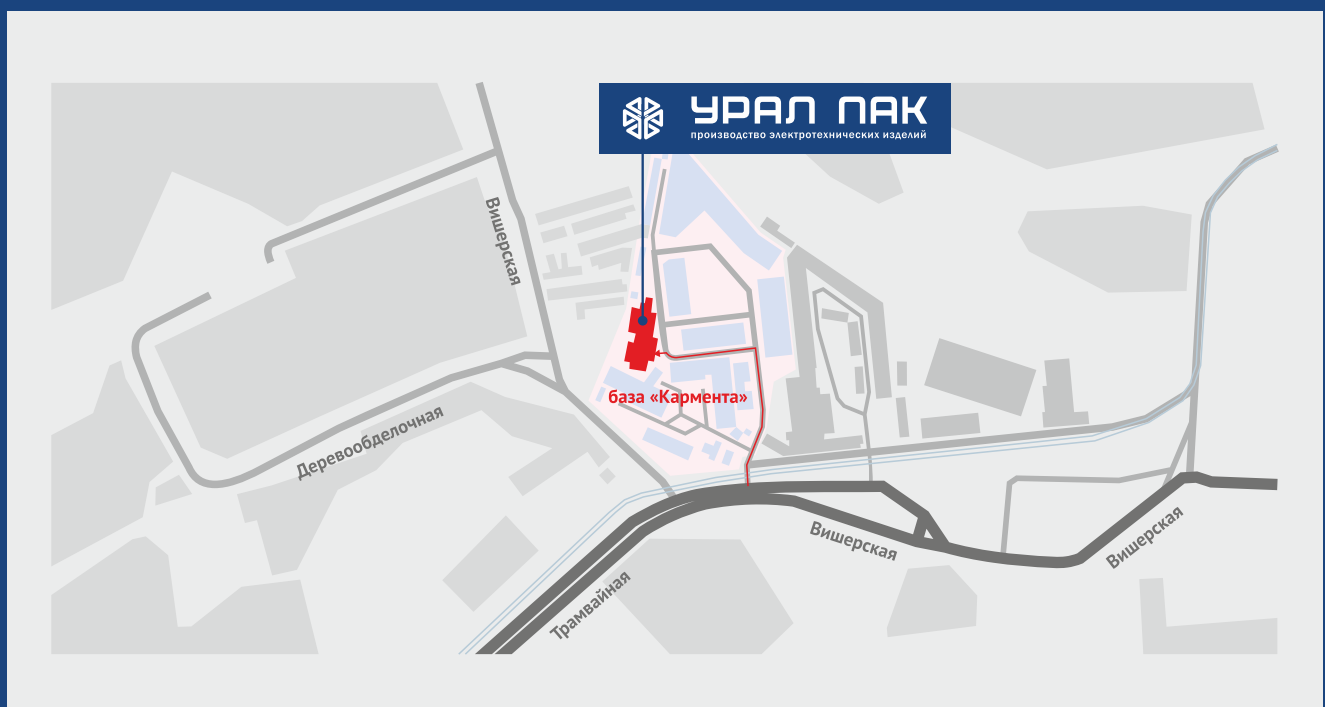 УРАЛ ПАК
производство электротехнических изделий
Вишерская
база «Кармента»
Деревообделочная
Вишерская
Вишерская
Трамвайная